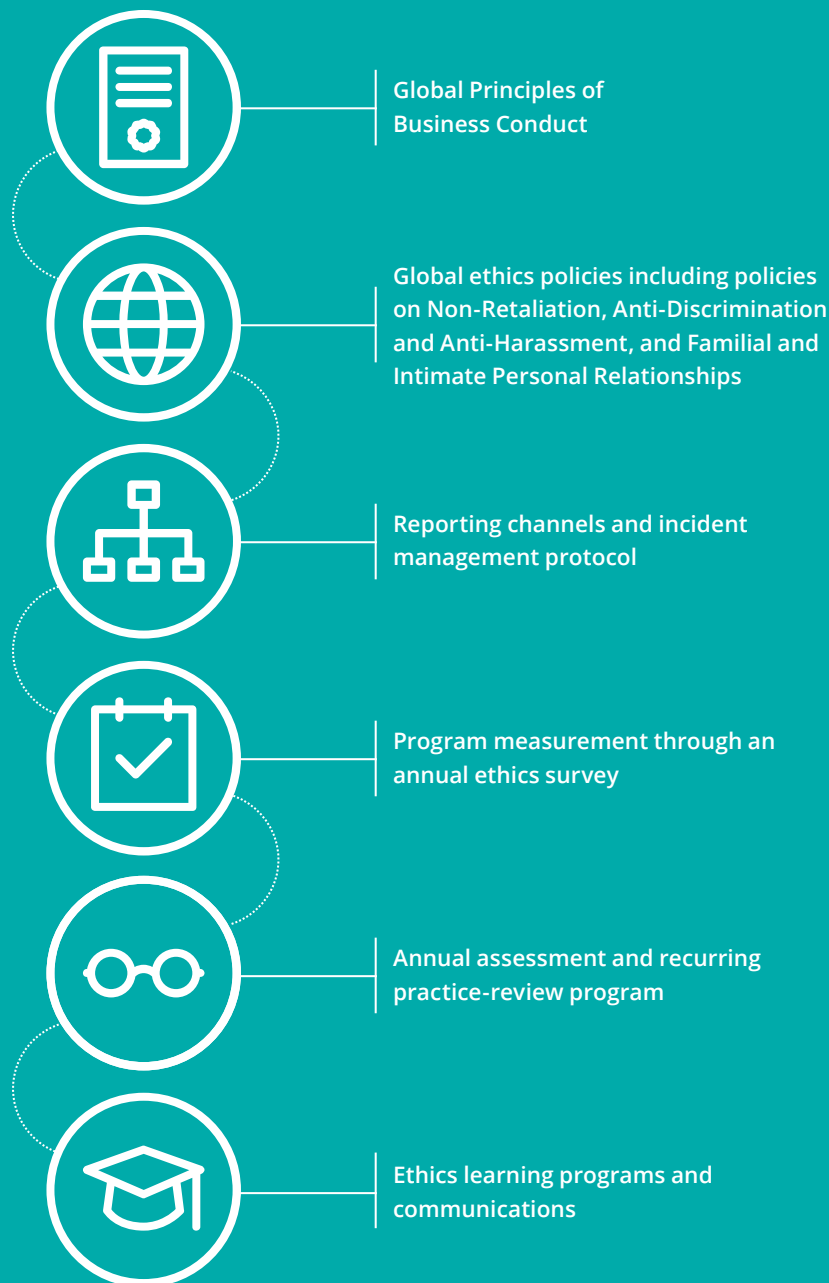 Global Principles of
Business Conduct
Global ethics policies including policies
on Non-Retaliation, Anti-Discrimination
and Anti-Harassment, and Familial and
Intimate Personal Relationships
Reporting channels and incident
management protocol
Program measurement through an
annual ethics survey
Annual assessment and recurring
practice-review program
Ethics learning programs and
communications